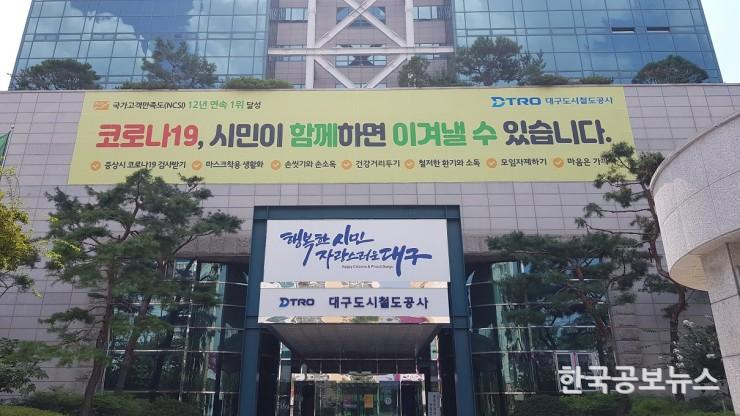 국가고객만족도(NCSI) 12년 연속 1위 달성
DTRO 대구도시철도공사
코로나19, 시민이 함께하면 이겨낼 수 있습니다.
증상시 코로나19 검사받기 마스크착용 생활화 손씻기와 손소독 건강거리두기 철저한 환기와 소독 모임자제하기 마음은
행복한 시민
자랑스러운 대구
Happy Citizens & Proud Daegu
DTRO 대구도시철도공사
한국공보뉴스